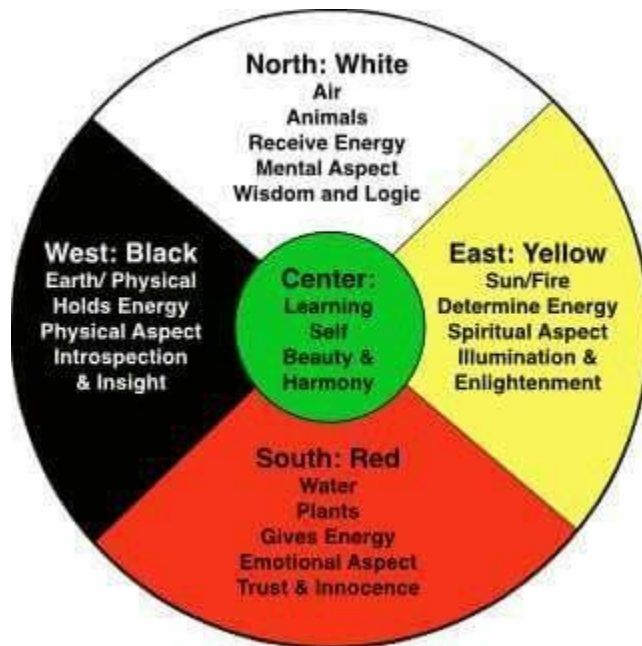 North: White
Air
Animals
Receive Energy
Mental Aspect
Wisdom and Logic
West: Black
Earth/ Physical
Holds Energy
Physical Aspect
Introspection
& Insight
Center:
Learning
Self
Beauty &
Harmony
East: Yellow
Sun/Fire
Determine Energy
Spiritual Aspect
Illumination &
Enlightenment
South: Red
Water
Plants
Gives Energy
Emotional Aspect
Trust & Innocence